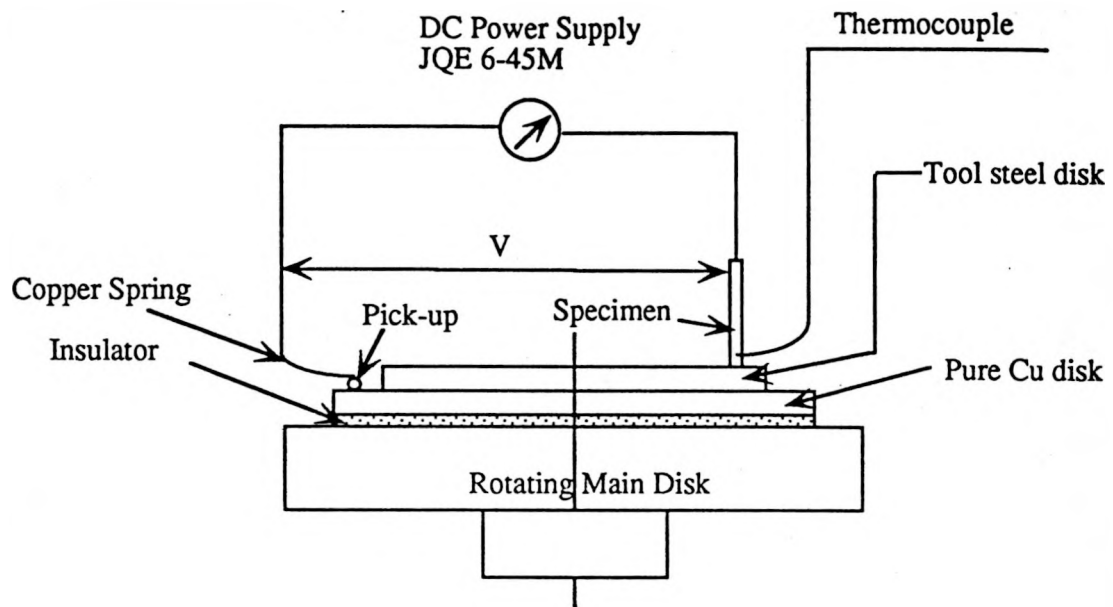 DC Power Supply
JQE 6-45M
Thermocouple
Tool steel disk
V
Copper Spring
Pick-up
Specimen
Insulator
Pure Cu disk
Rotating Main Disk